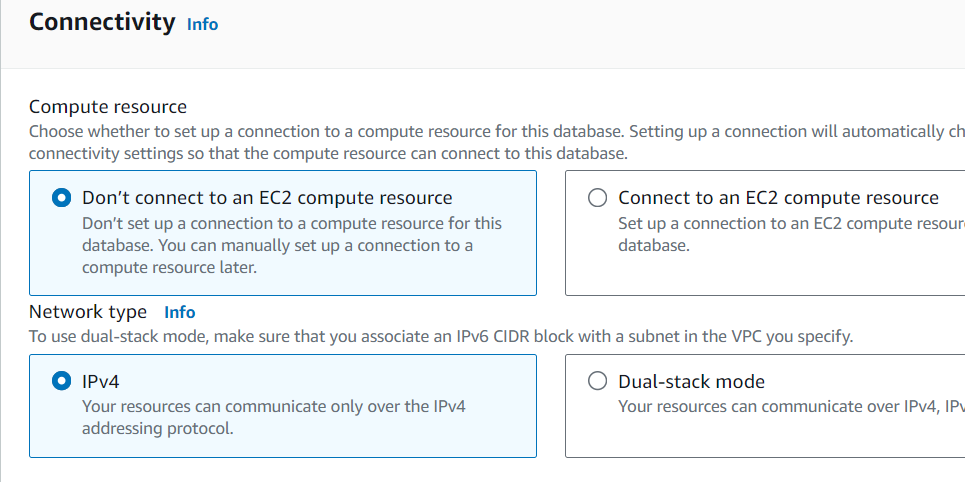 Connectivity Info
Compute resource
Choose whether to set up a connection to a compute resource for this database. Setting up a connection will automatically ch
connectivity settings so that the compute resource can connect to this database.
Don’t connect to an EC2 compute resource
Don’t set up a connection to a compute resource for this
database. You can manually set up a connection to a
compute resource later.
Connect to an EC2 compute resource
Set up a connection to an EC2 compute resour
database.
Network type Info
To use dual-stack mode, make sure that you associate an IPv6 CIDR block with a subnet in the VPC you specify.
IPv4
Your resources can communicate only over the IPv4
addressing protocol.
Dual-stack mode
Your resources can communicate over IPv4, IPv